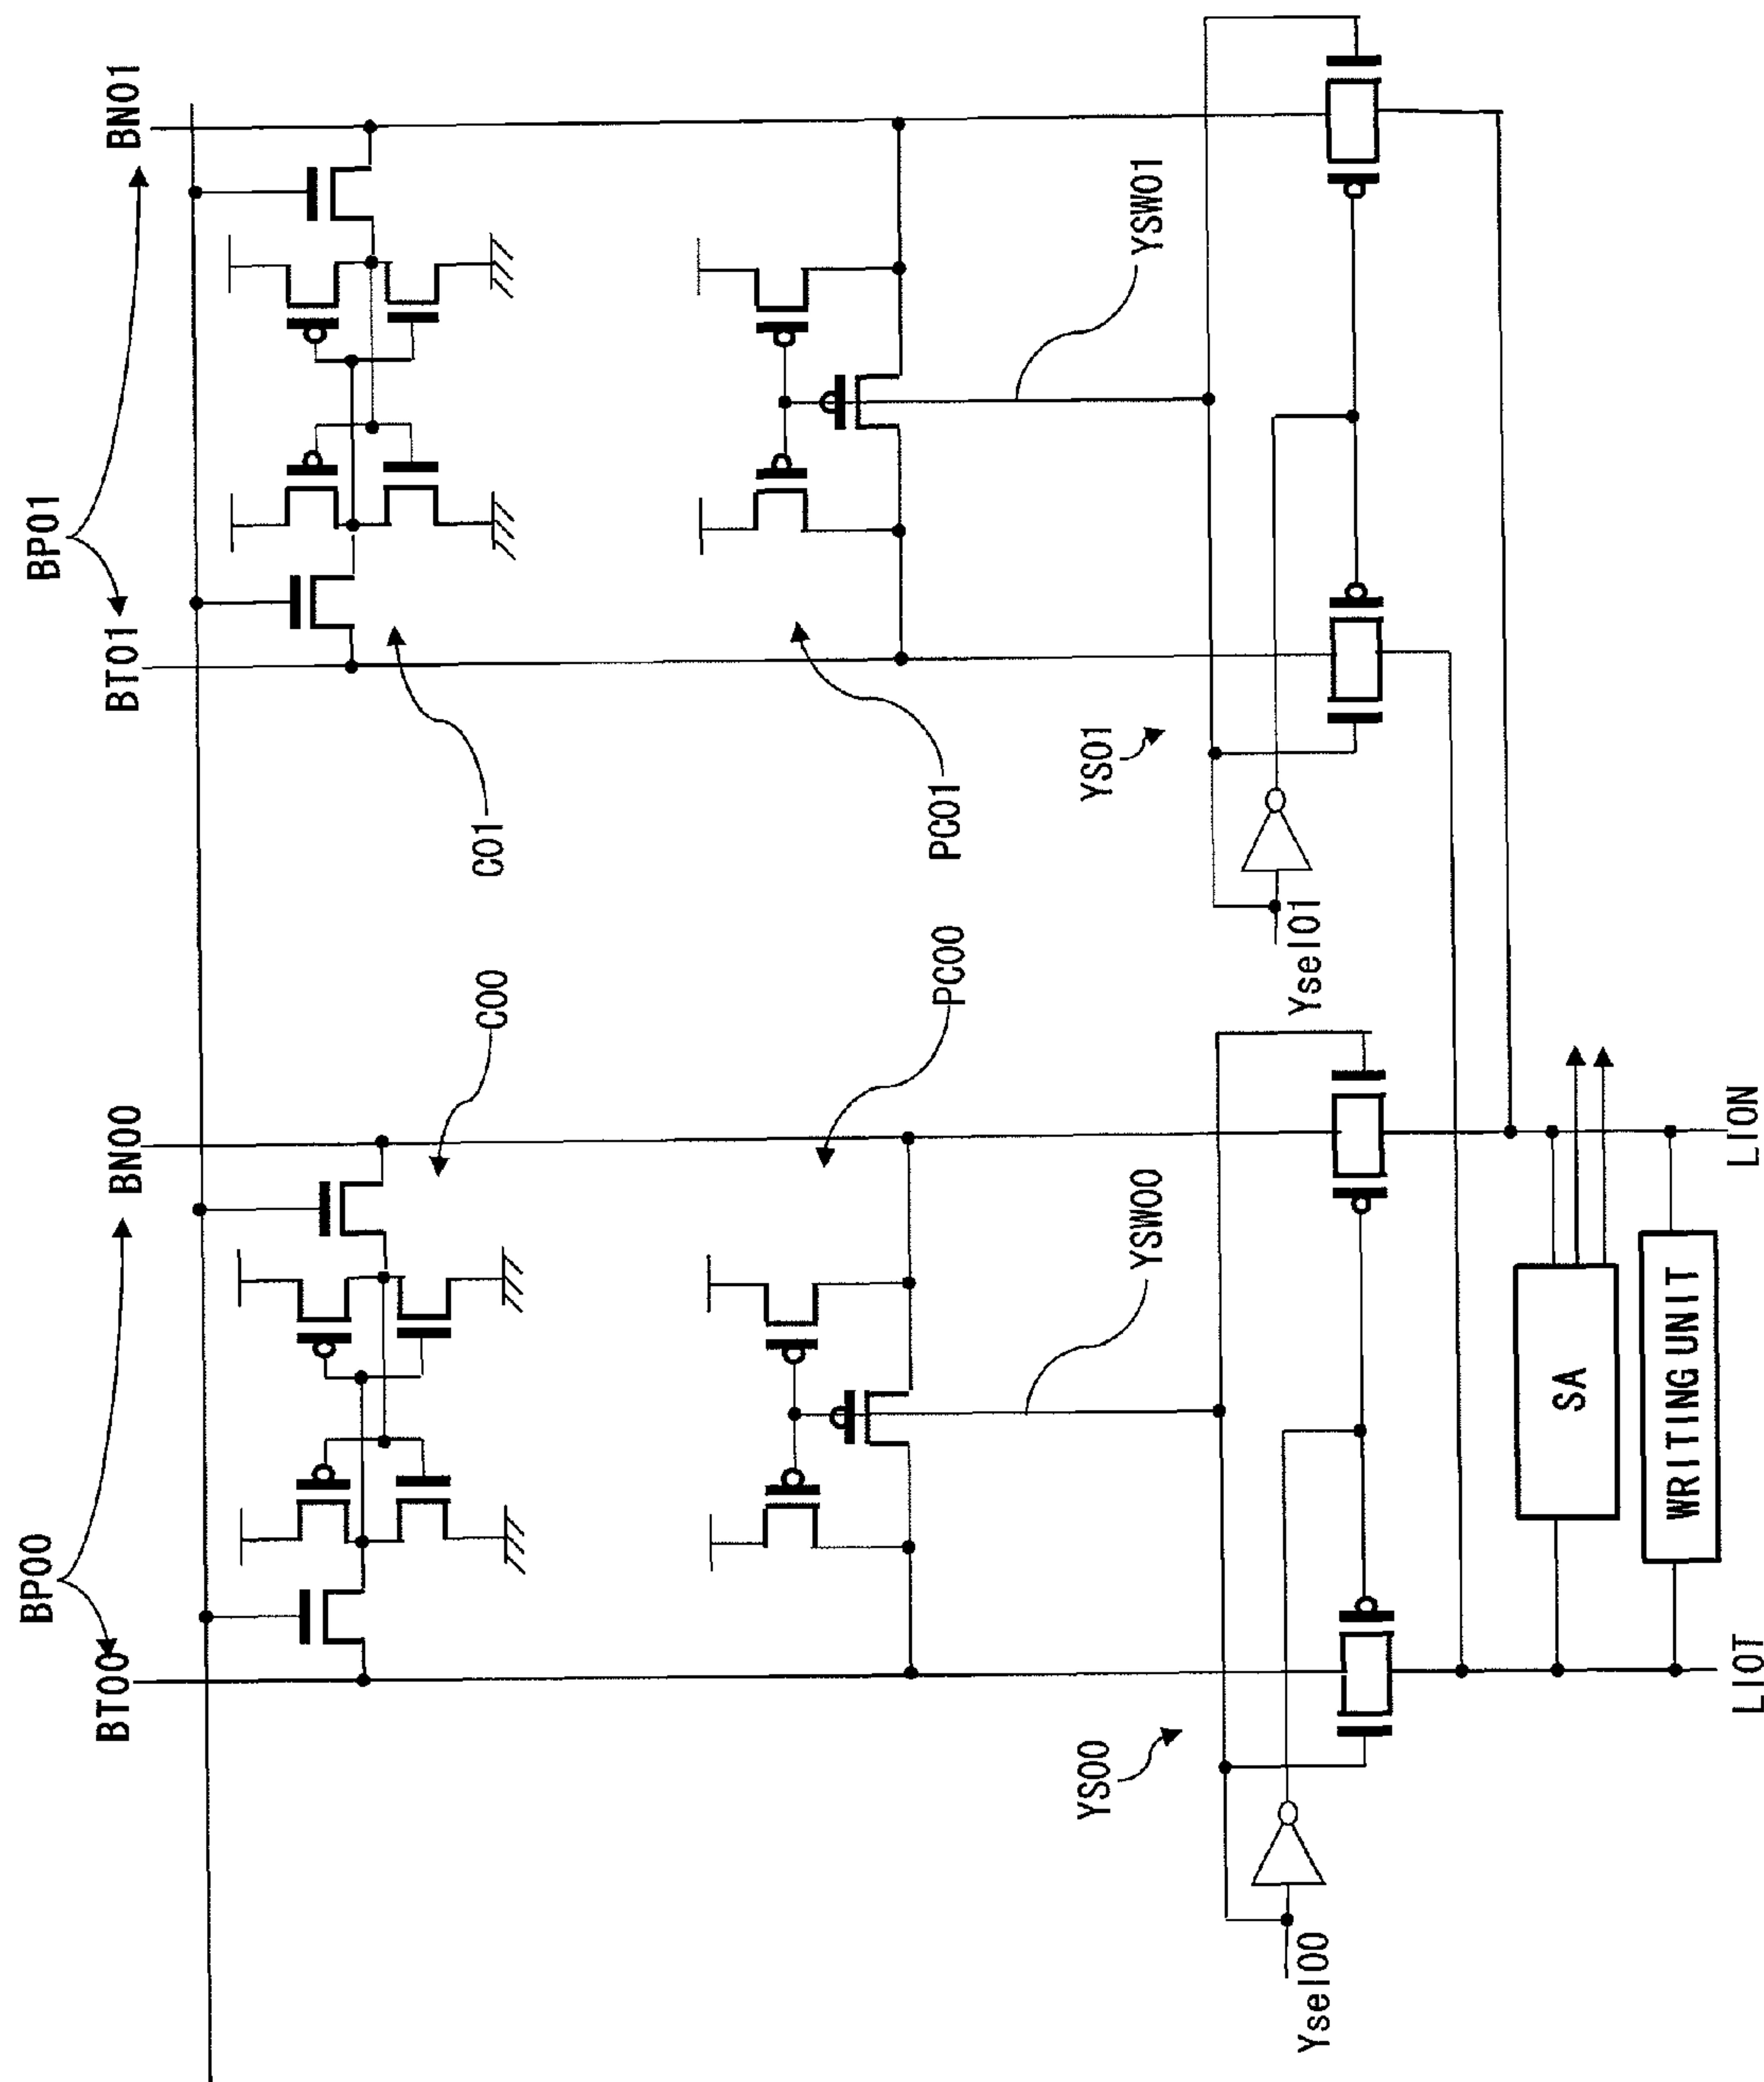 BP00 BP01
BT00 BN00 BT01 BN01
C00 C01
PC00 PC01
YS00 YSW00 YS01 YSW01
Ysel00 Ysel01
SA
WRITING UNIT
LIOT LION